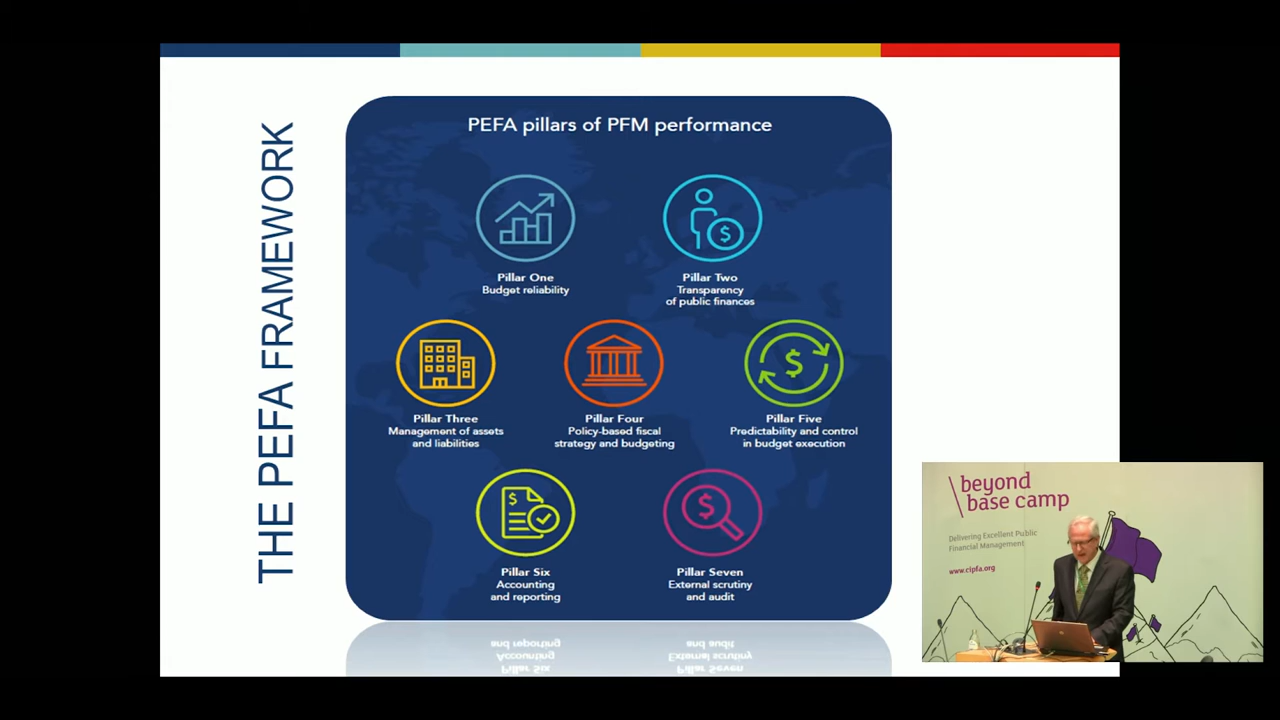 THE PEFA FRAMEWORK
PEFA pillars of PFM performance
Pillar One
Budget reliability
Pillar Two
Transparency
of public finances
Pillar Three
Management of assets
and liabilities
Pillar Four
Policy-based fiscal
strategy and budgeting
Pillar Five
Predictability and control
in budget execution
Pillar Six
Accounting
and reporting
Pillar Seven
External scrutiny
and audit
beyond
base camp
Delivering Excellent Public
Financial Management
www.cipfa.org